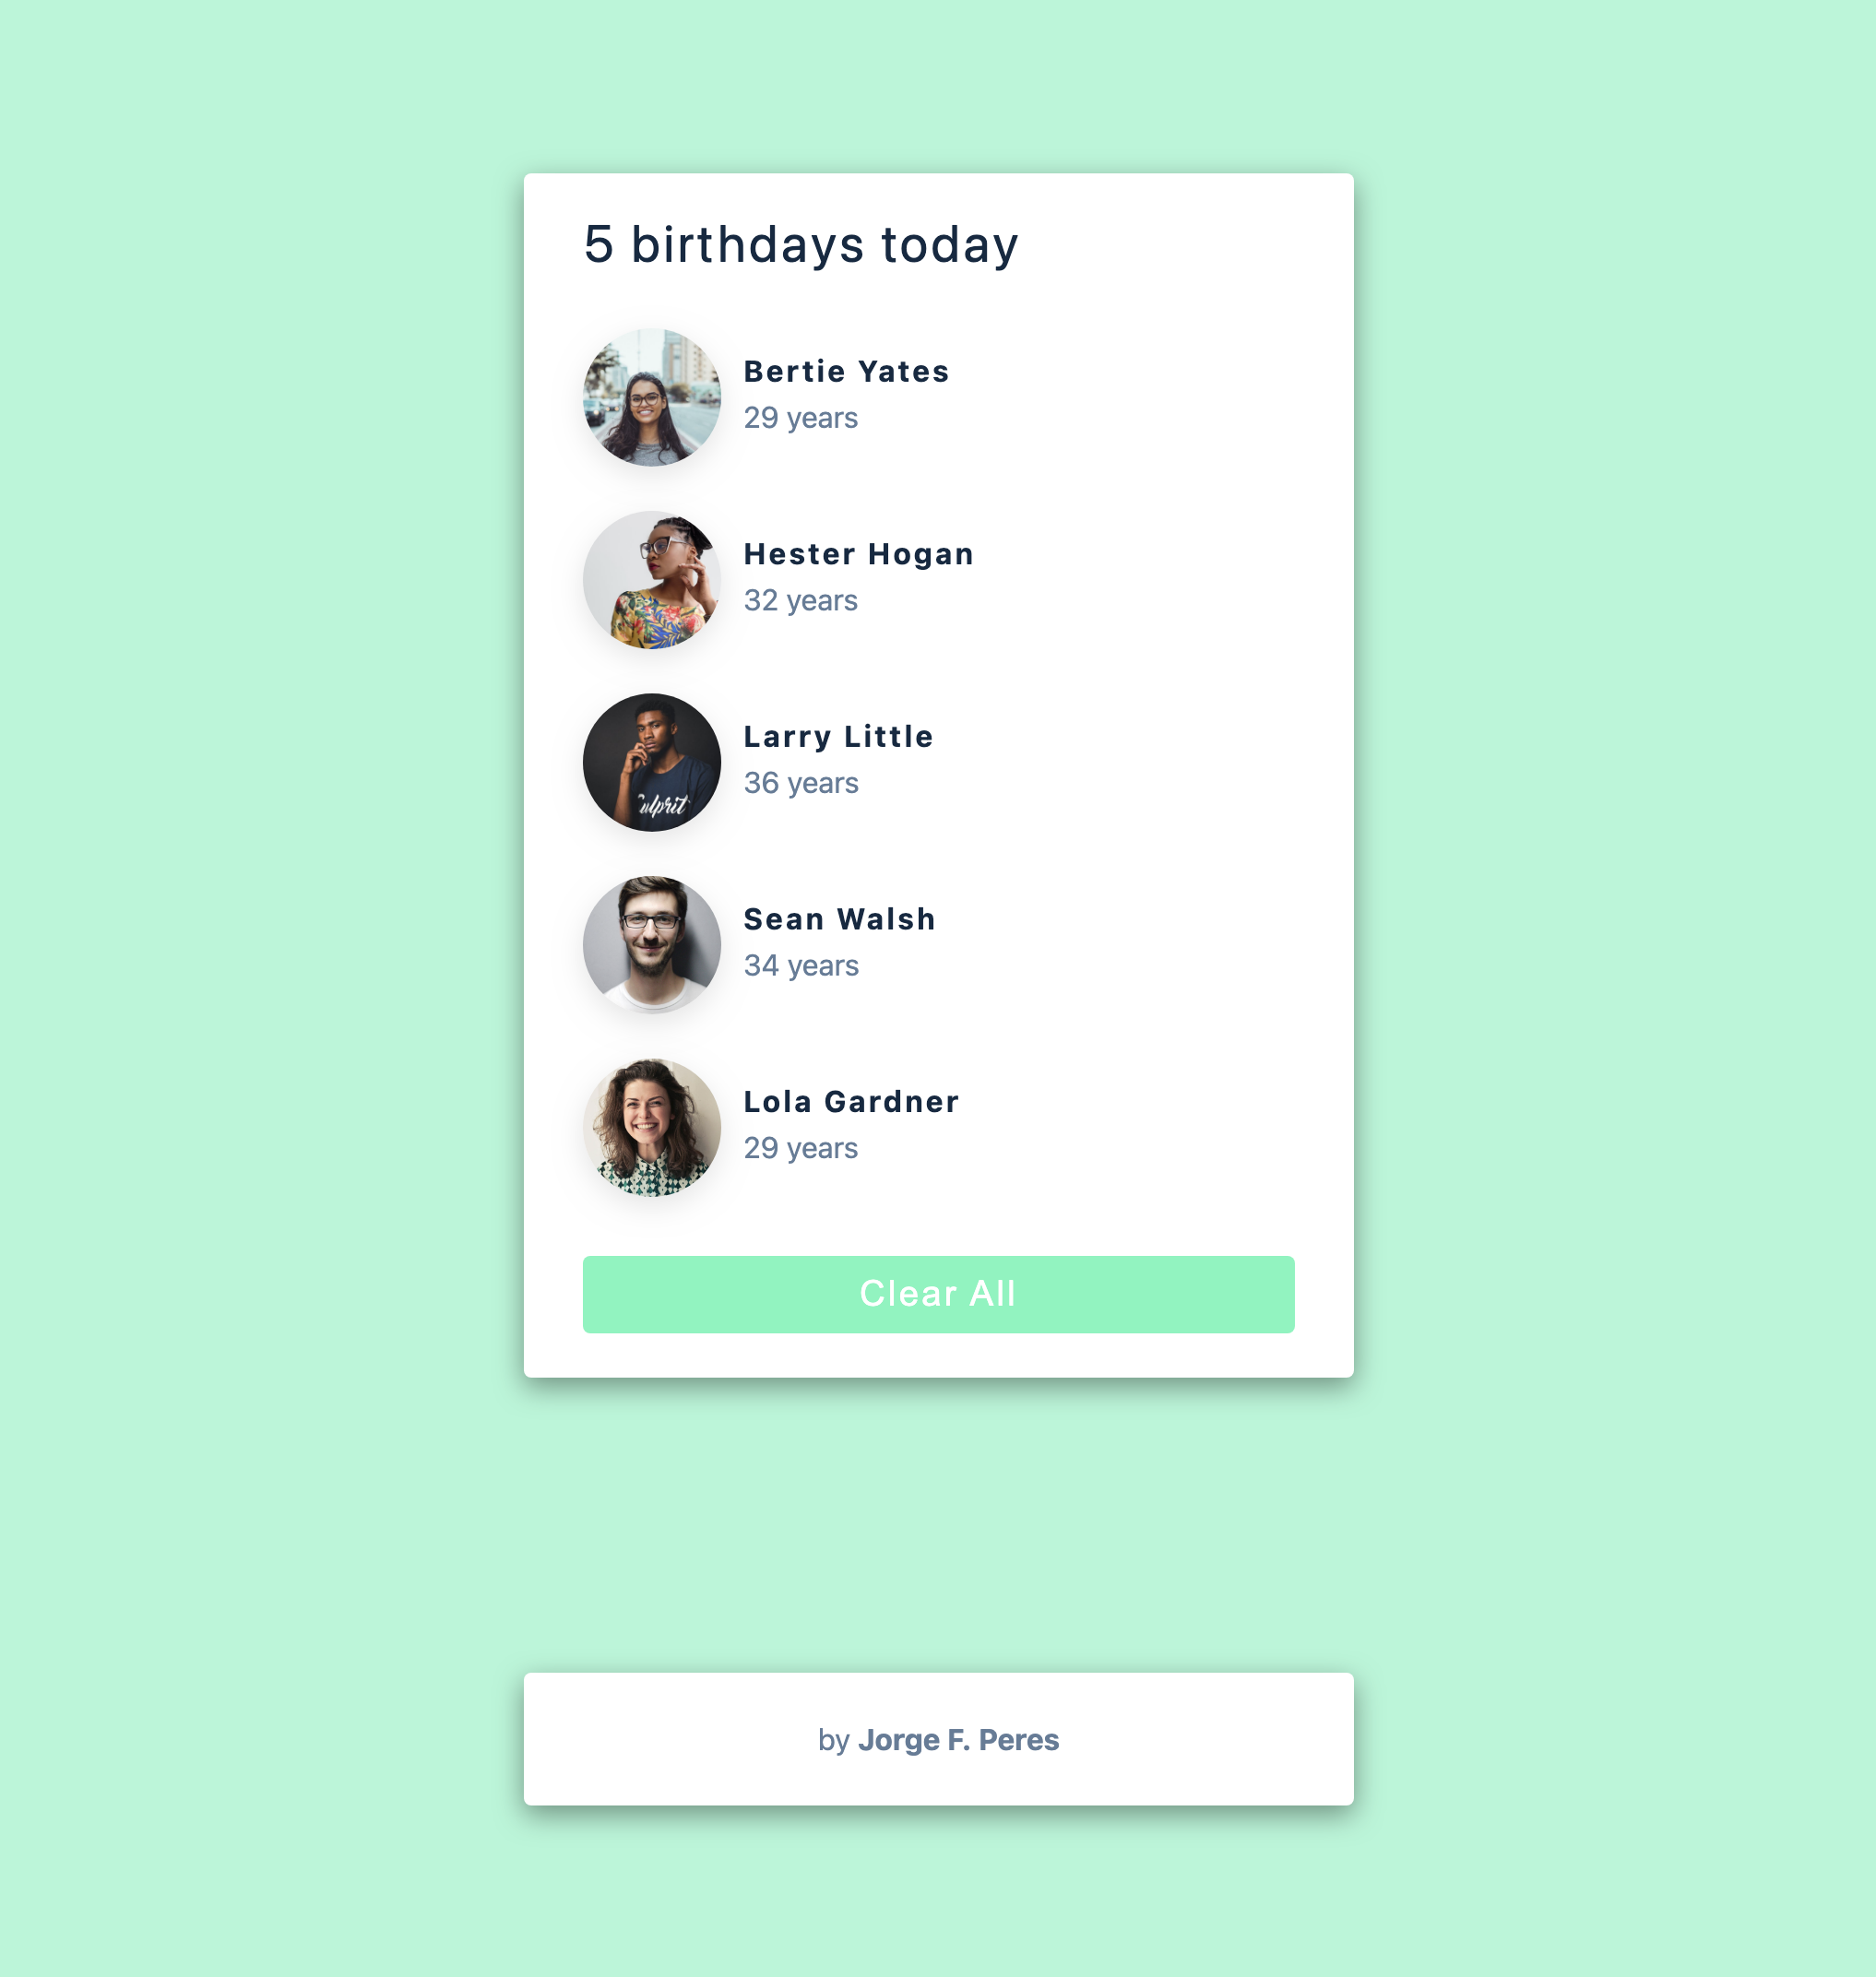 5 birthdays today
Bertie Yates
29 years
Hester Hogan
32 years
Larry Little
36 years
Culprit
Sean Walsh
34 years
Lola Gardner
29 years
Clear All
by Jorge F. Peres